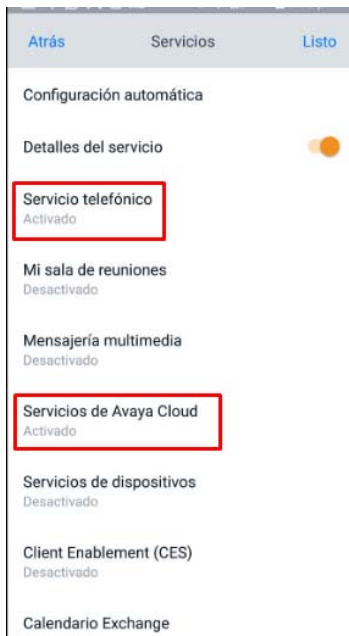 Atrás Servicios Listo
Configuración automática
Detalles del servicio
Servicio telefónico
Activado
Mi sala de reuniones
Desactivado
Mensajería multimedia
Desactivado
Servicios de Avaya Cloud
Activado
Servicios de dispositivos
Desactivado
Client Enablement (CES)
Desactivado
Calendario Exchange